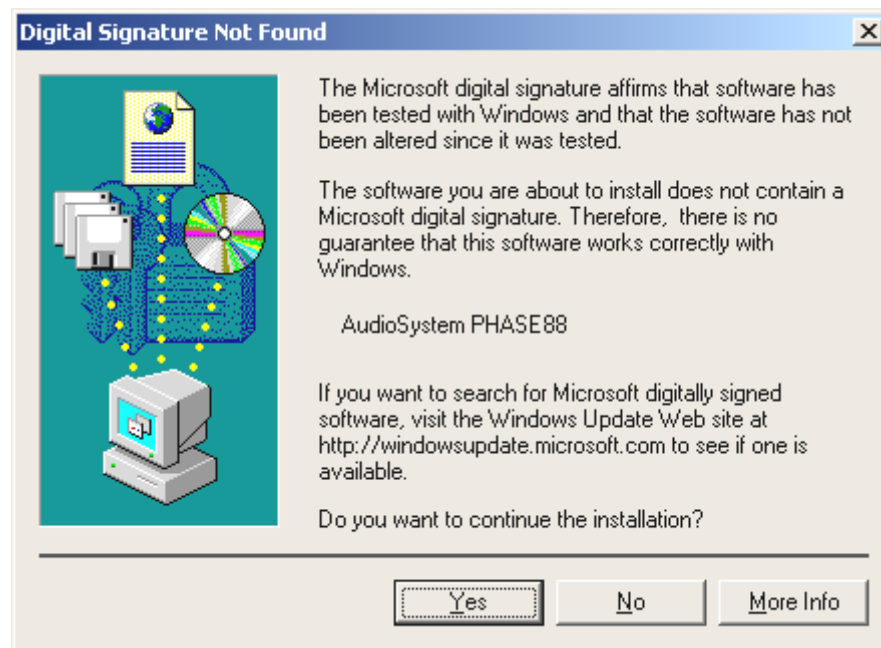 Digital Signature Not Found
The Microsoft digital signature affirms that software has
been tested with Windows and that the software has not
been altered since it was tested.
The software you are about to install does not contain a
Microsoft digital signature. Therefore,  there is no
guarantee that this software works correctly with
Windows.
AudioSystem PHASE88
If you want to search for Microsoft digitally signed
software, visit the Windows Update Web site at
http://windowsupdate.microsoft.com to see if one is
available.
Do you want to continue the installation?
Yes No More Info